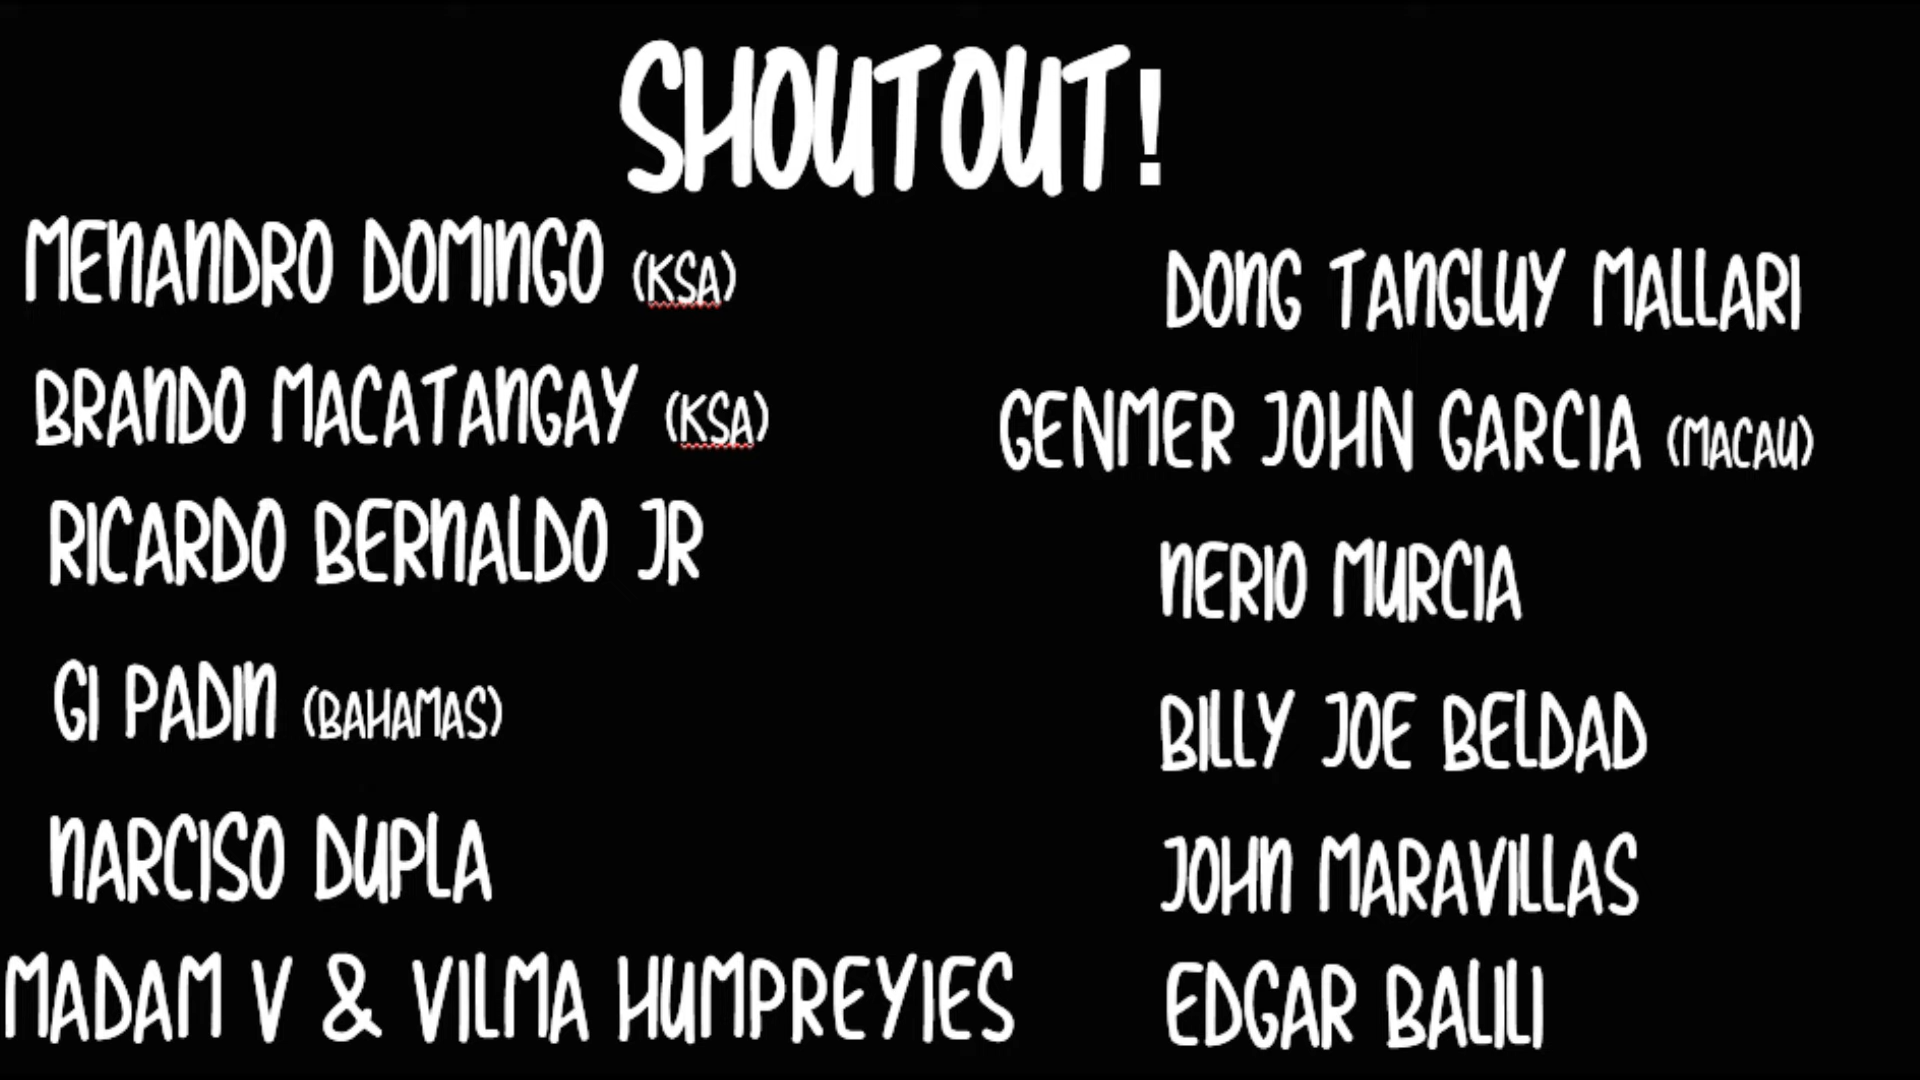 SHOUTOUT!
MENANDRO DOMINGO (KSA)
BRANDO MACATANGAY (KSA)
RICARDO BERNALDO JR
GI PADIN (BAHAMAS)
NARCISO DUPLA
MADAM V & VILMA HUMPREYIES
DONG TANGLUY MALLARI
GENMER JOHN GARCIA (MACAU)
NERIO MURCIA
BILLY JOE BELDAD
JOHN MARAVILLAS
EDGAR BALILI